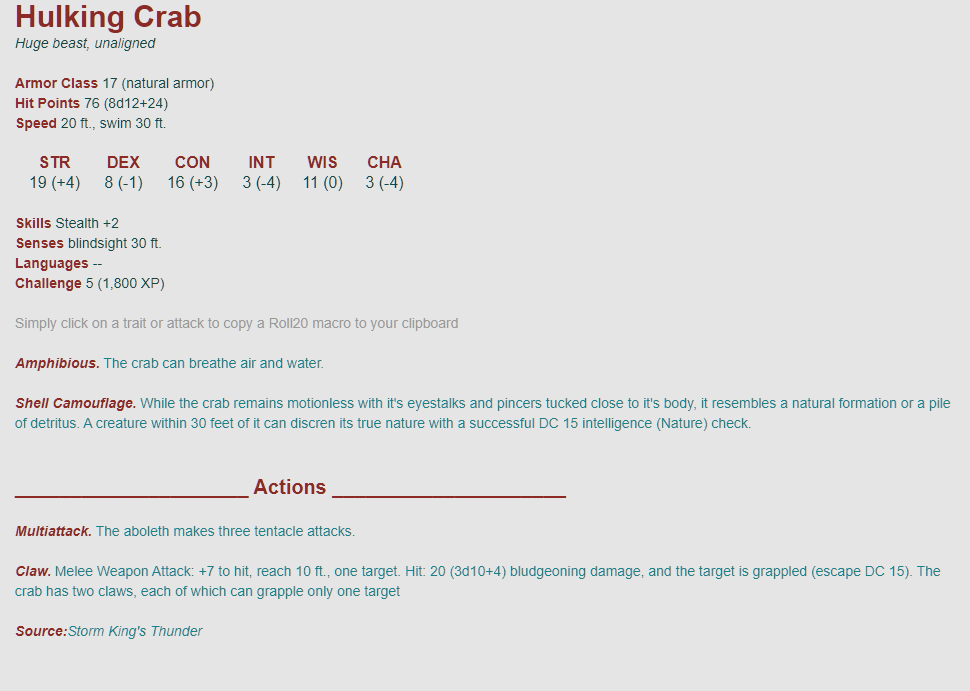 Hulking Crab
Huge beast, unaligned
Armor Class 17 (natural armor)
Hit Points 76 (8d12+24)
Speed 20 ft., swim 30 ft.
STR DEX CON INT WIS CHA
19 (+4) 8 (-1) 16 (+3) 3 (-4) 11 (0) 3 (-4)
Skills Stealth +2
Senses blindsight 30 ft.
Languages --
Challenge 5 (1,800 XP)
Simply click on a trait or attack to copy a Roll20 macro to your clipboard
Amphibious. The crab can breathe air and water.
Shell Camouflage. While the crab remains motionless with it's eyestalks and pincers tucked close to it's body, it resembles a natural formation or a pile
of detritus. A creature within 30 feet of it can discren its true nature with a successful DC 15 intelligence (Nature) check.
_____________________ Actions _____________________
Multiattack. The aboleth makes three tentacle attacks.
Claw. Melee Weapon Attack: +7 to hit, reach 10 ft., one target. Hit: 20 (3d10+4) bludgeoning damage, and the target is grappled (escape DC 15). The
crab has two claws, each of which can grapple only one target
Source:Storm King's Thunder